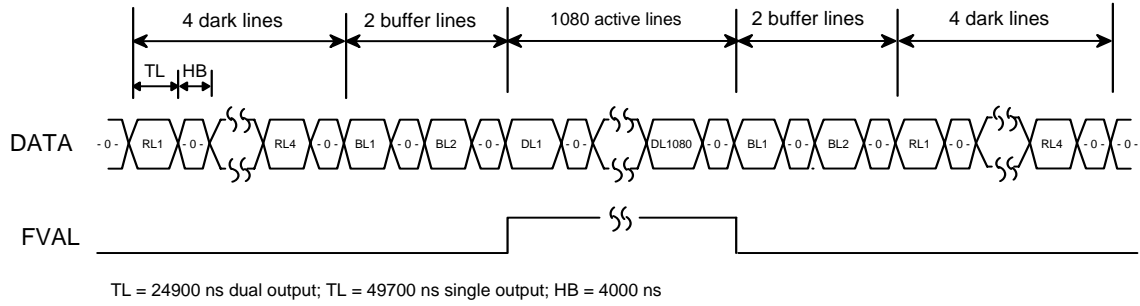 4 dark lines 2 buffer lines 1080 active lines 2 buffer lines 4 dark lines
TL HB
DATA - 0 - RL1 - 0 - RL4 - 0 - BL1 - 0 - BL2 - 0 - DL1 - 0 - DL1080 - 0 - BL1 - 0 - BL2 - 0 - RL1 - 0 - RL4 - 0 - - 0 -
FVAL
TL = 24900 ns dual output; TL = 49700 ns single output; HB = 4000 ns